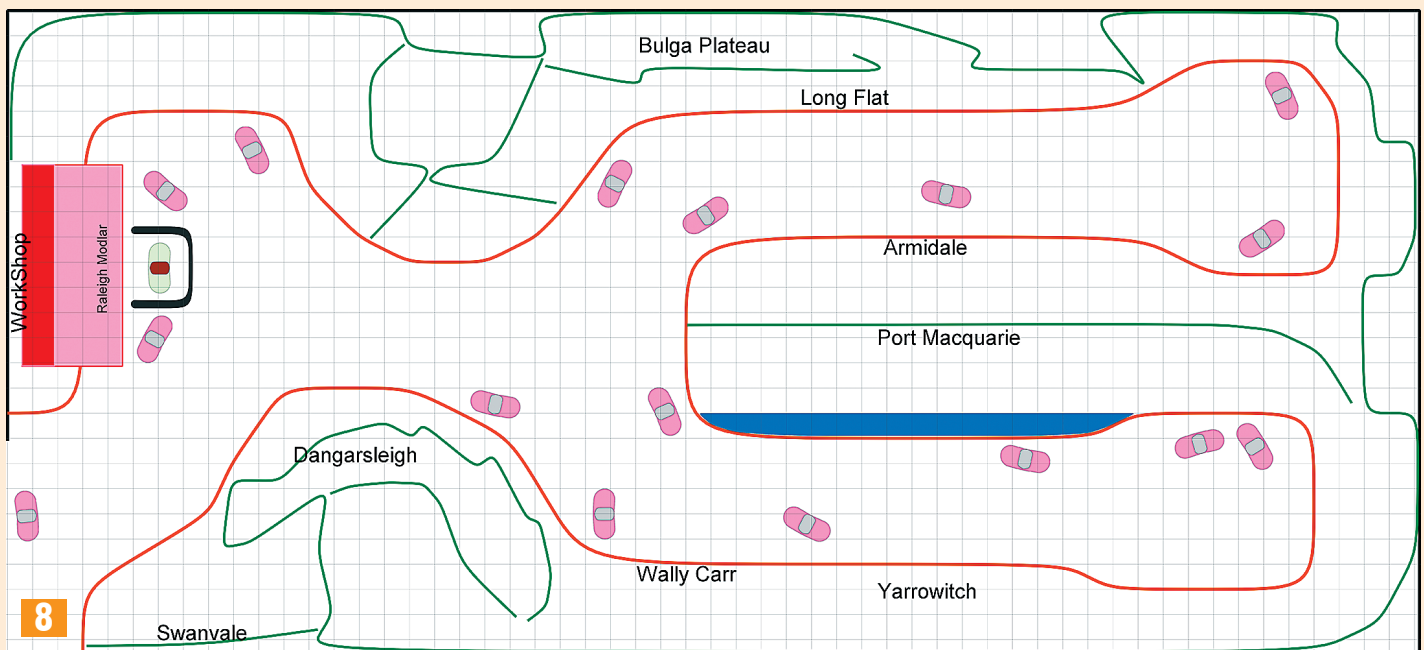 Bulga Plateau
Long Flat
WorkShop
Raleigh Modlar
Armidale
Port Macquarie
Dangarsleigh
Wally Carr
Yarrowitch
8
Swanvale